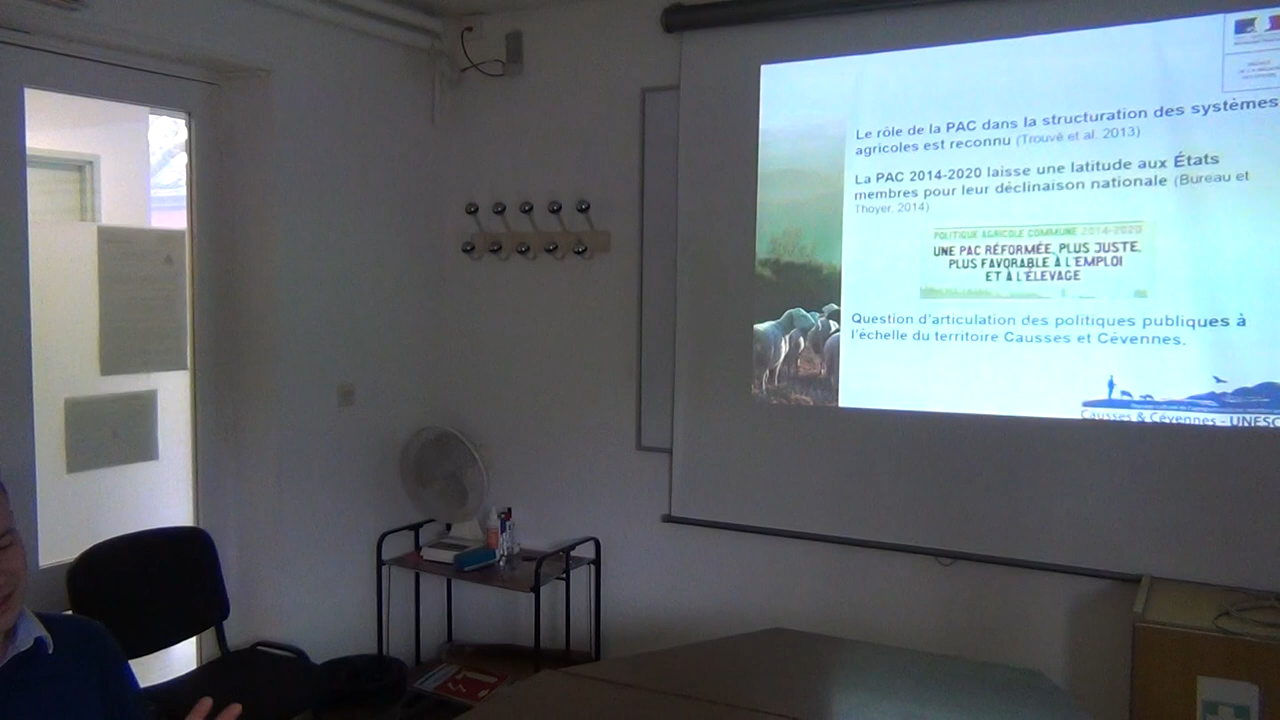 Le rôle de la PAC dans la structuration des systèmes
agricoles est reconnu (Trouvé et al. 2013)
La PAC 2014-2020 laisse une latitude aux États
membres pour leur déclinaison nationale (Bureau et
Thoyer, 2014)
POLITIQUE AGRICOLE COMMUNE 2014-2020
UNE PAC RÉFORMÉE, PLUS JUSTE,
PLUS FAVORABLE À L'EMPLOI
ET À L'ÉLEVAGE
Question d'articulation des politiques publiques à
l'échelle du territoire Causses et Cévennes.
Causses & Cévennes - UNESC